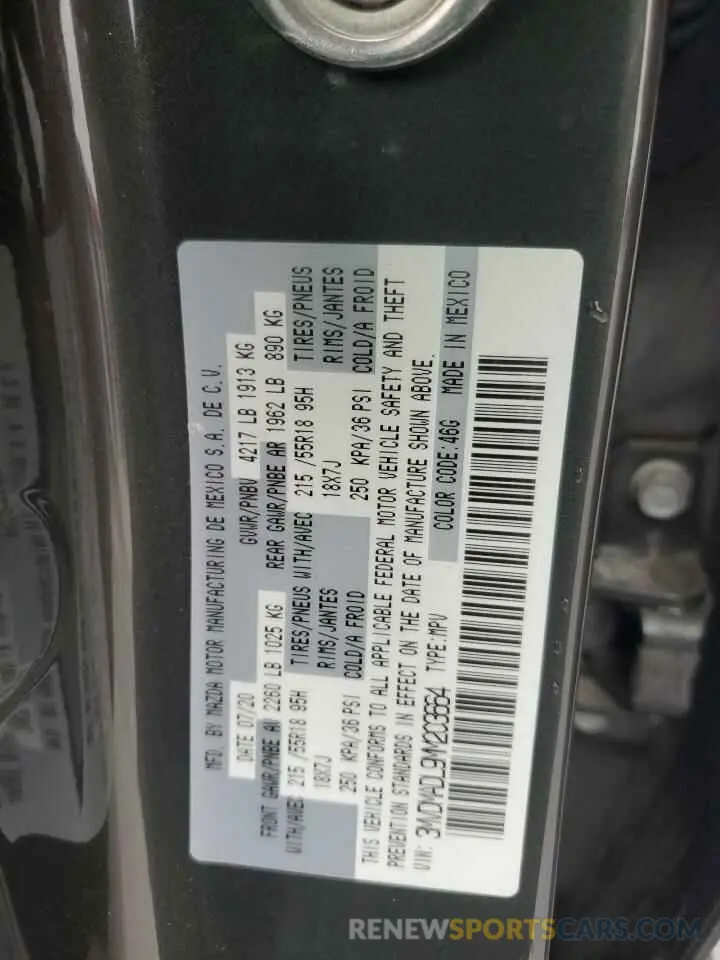 MFD. BY MAZDA MOTOR MANUFACTURING DE MEXICO S.A. DE C.V.
DATE 07/20 GVWR/PNBV 4217 LB 1913 KG
FRONT GAWR/PNBE AV 2260 LB 1025 KG REAR GAWR/PNBE AR 1962 LB 890 KG
WITH/AVEC 215 /55R18 95H TIRES/PNEUS WITH/AVEC 215 /55R18 95H TIRES/PNEUS
18X7J RIMS/JANTES 18X7J RIMS/JANTES
250 KPA/36 PSI COLD/A FROID 250 KPA/36 PSI COLD/A FROID
THIS VEHICLE CONFORMS TO ALL APPLICABLE FEDERAL MOTOR VEHICLE SAFETY AND THEFT
PREVENTION STANDARDS IN EFFECT ON THE DATE OF MANUFACTURE SHOWN ABOVE.
VIN: 3MVDMADL9MM203664 TYPE:MPV COLOR CODE:46G MADE IN MEXICO
RENEWSPORTSCARS.COM